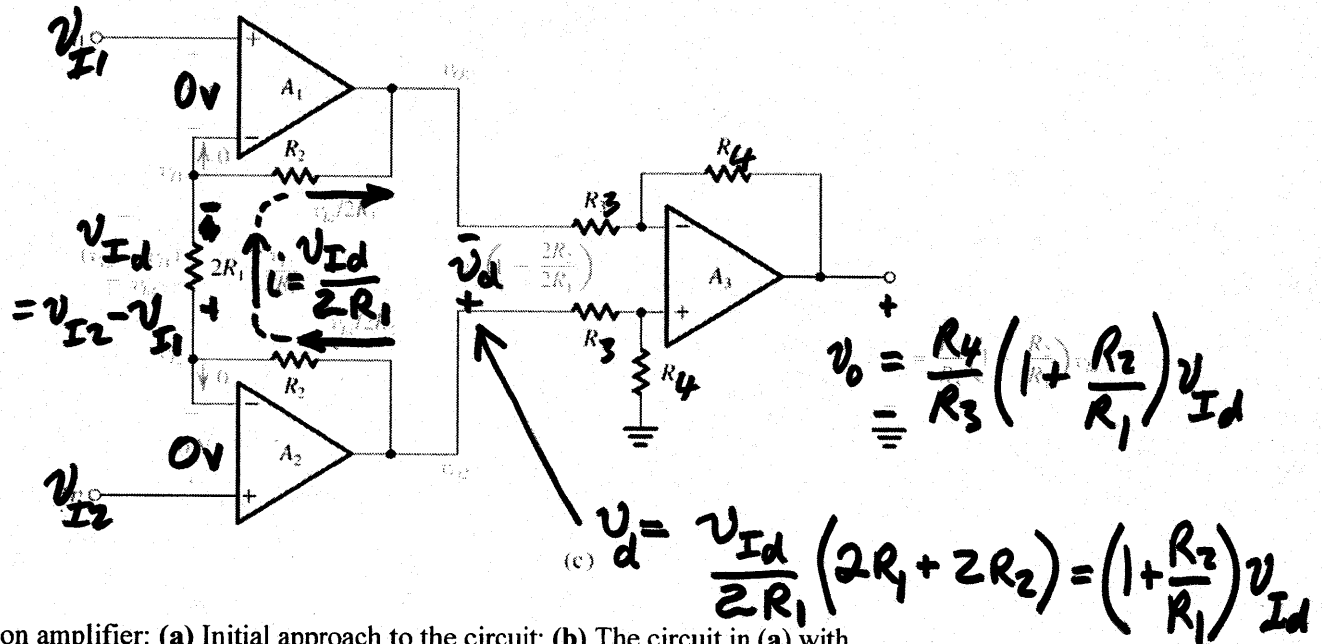 v_I1
+
0v
A₁
−
0
R₂
v_Id
= v_I2 − v_I1
−
2R₁
+
i = v_Id / 2R₁
R₂
0
−
0v
A₂
+
v_I2
−
v_d
+
R₃
R₄
−
A₃
+
R₃
R₄
+
v_o = R₄/R₃ (1 + R₂/R₁) v_Id
−
(c) v_d = v_Id / 2R₁ (2R₁ + 2R₂) = (1 + R₂/R₁) v_Id
on amplifier: (a) Initial approach to the circuit; (b) The circuit in (a) with